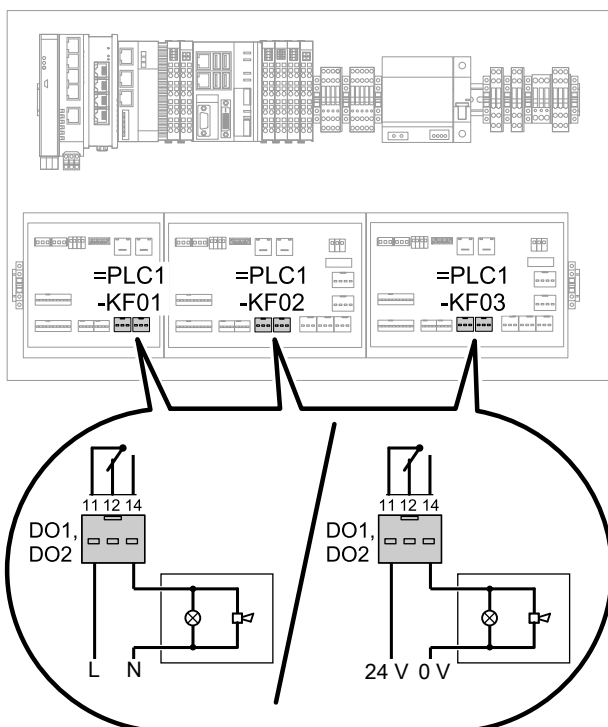 =PLC1
-KF01
=PLC1
-KF02
=PLC1
-KF03
11 12 14
DO1,
DO2
L N
11 12 14
DO1,
DO2
24 V 0 V